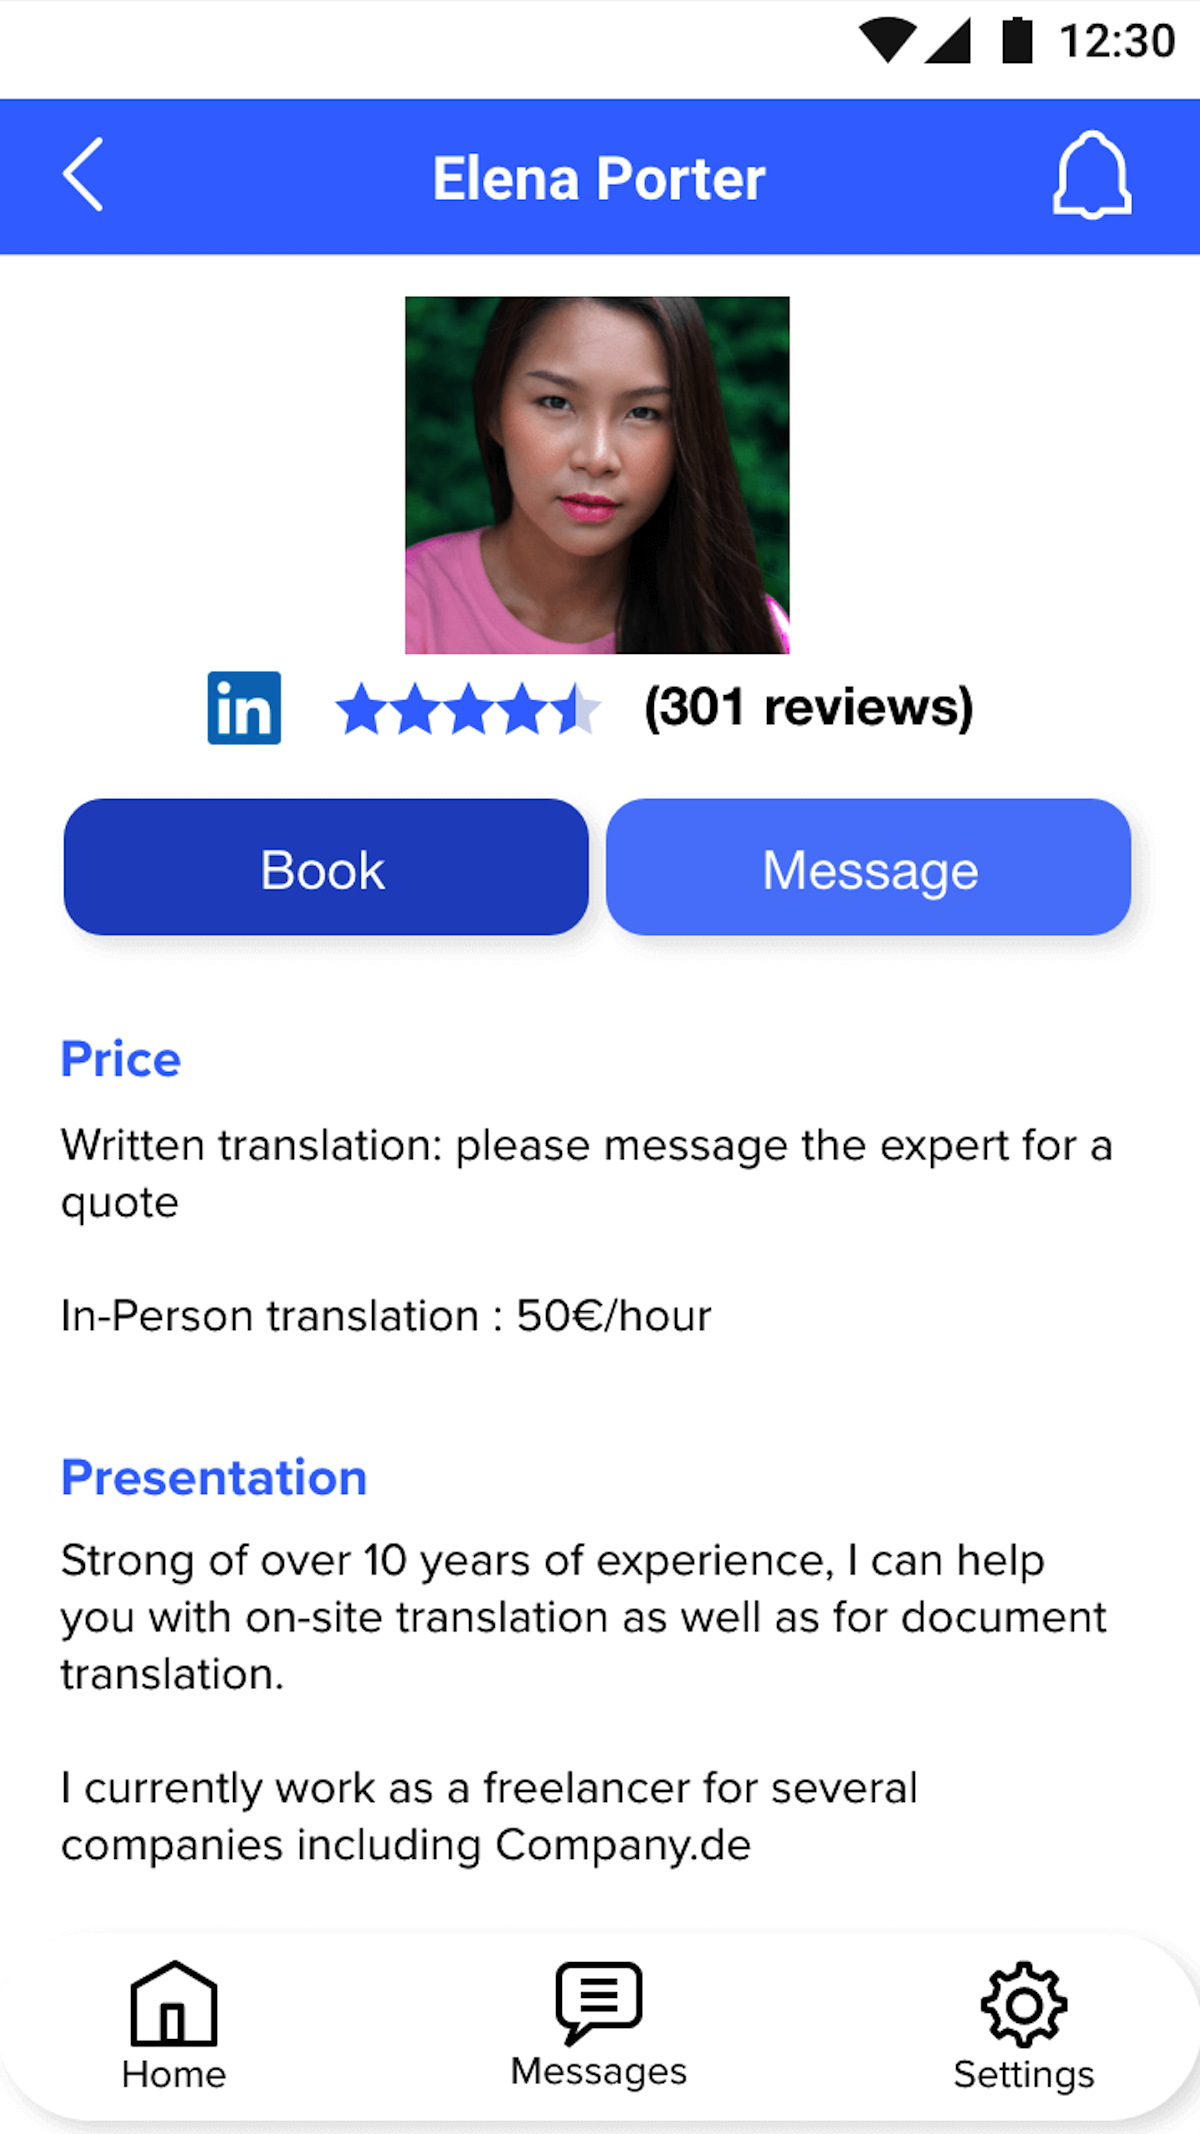 12:30
Elena Porter
in
(301 reviews)
Book
Message
Price
Written translation: please message the expert for a
quote
In-Person translation : 50€/hour
Presentation
Strong of over 10 years of experience, I can help
you with on-site translation as well as for document
translation.
I currently work as a freelancer for several
companies including Company.de
Home
Messages
Settings